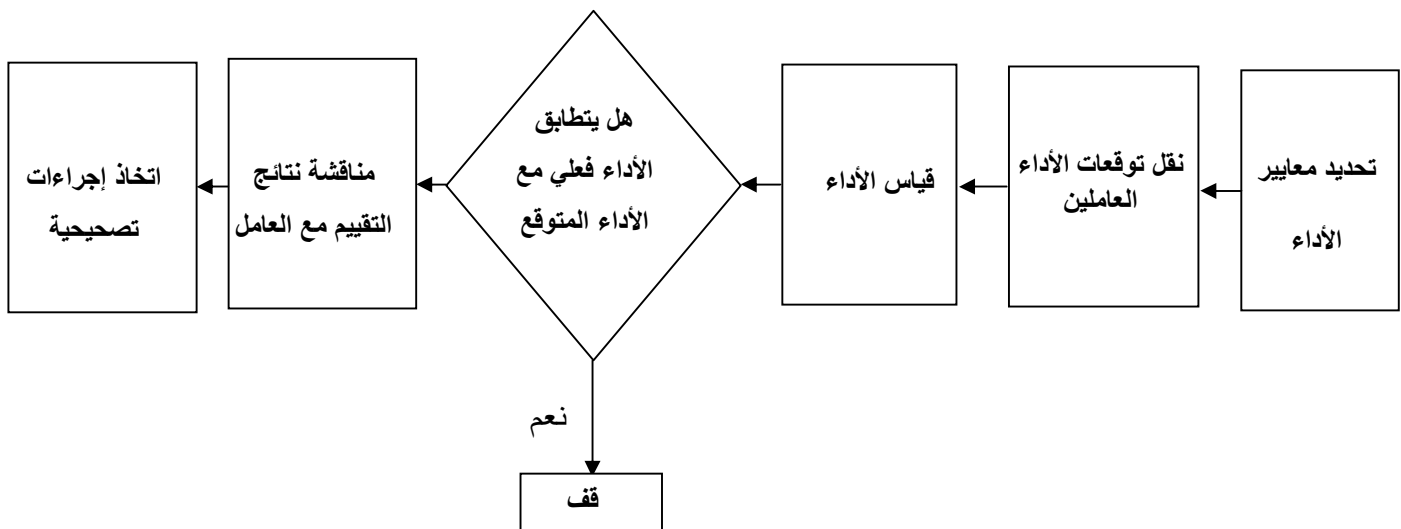 تحديد معايير
الأداء
نقل توقعات الأداء
العاملين
قياس الأداء
هل يتطابق
الأداء فعلي مع
الأداء المتوقع
مناقشة نتائج
التقييم مع العامل
اتخاذ إجراءات
تصحيحية
نعم
قف